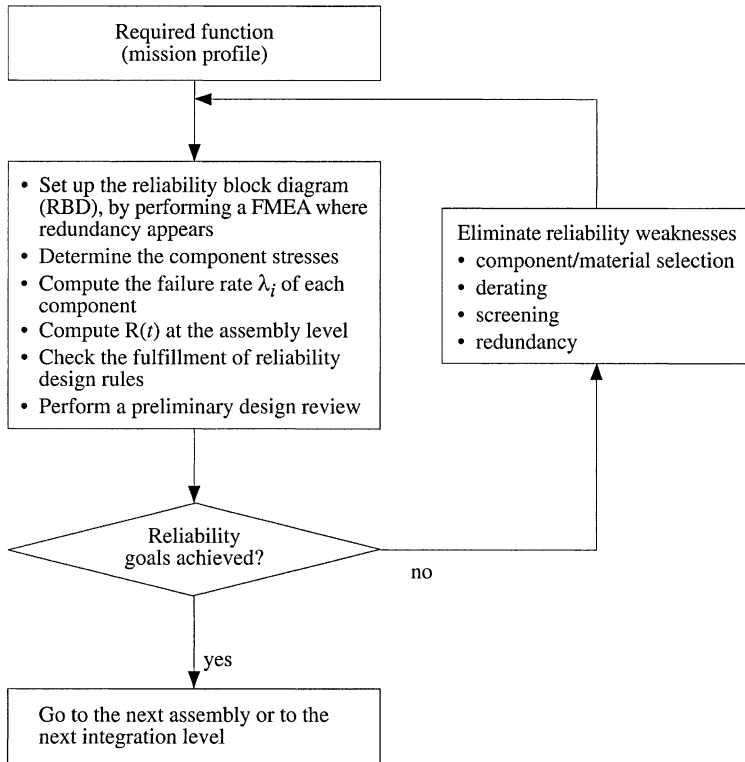 Required function
(mission profile)
• Set up the reliability block diagram
(RBD), by performing a FMEA where
redundancy appears
• Determine the component stresses
• Compute the failure rate λi of each
component
• Compute R(t) at the assembly level
• Check the fulfillment of reliability
design rules
• Perform a preliminary design review
Eliminate reliability weaknesses
• component/material selection
• derating
• screening
• redundancy
Reliability
goals achieved?
no
yes
Go to the next assembly or to the
next integration level